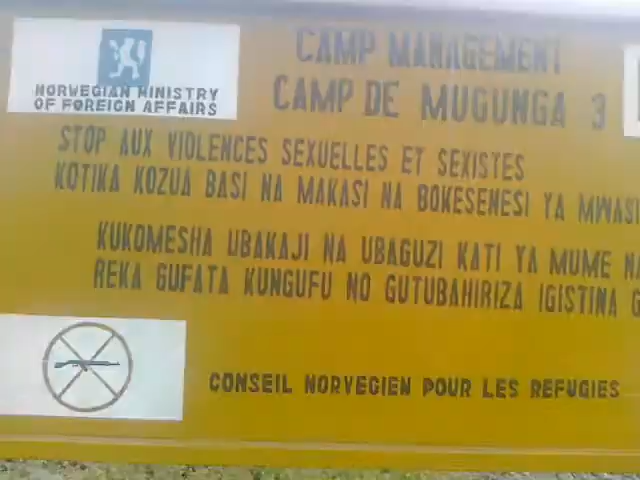 NORWEGIAN MINISTRY
OF FOREIGN AFFAIRS
CAMP MANAGEMENT
CAMP DE MUGUNGA 3
STOP AUX VIOLENCES SEXUELLES ET SEXISTES
KOTIKA KOZUA BASI NA MAKASI NA BOKESENESI YA MWASI
KUKOMESHA UBAKAJI NA UBAGUZI KATI YA MUME NA
REKA GUFATA KUNGUFU NO GUTUBAHIRIZA IGISTINA G
CONSEIL NORVEGIEN POUR LES REFUGIES